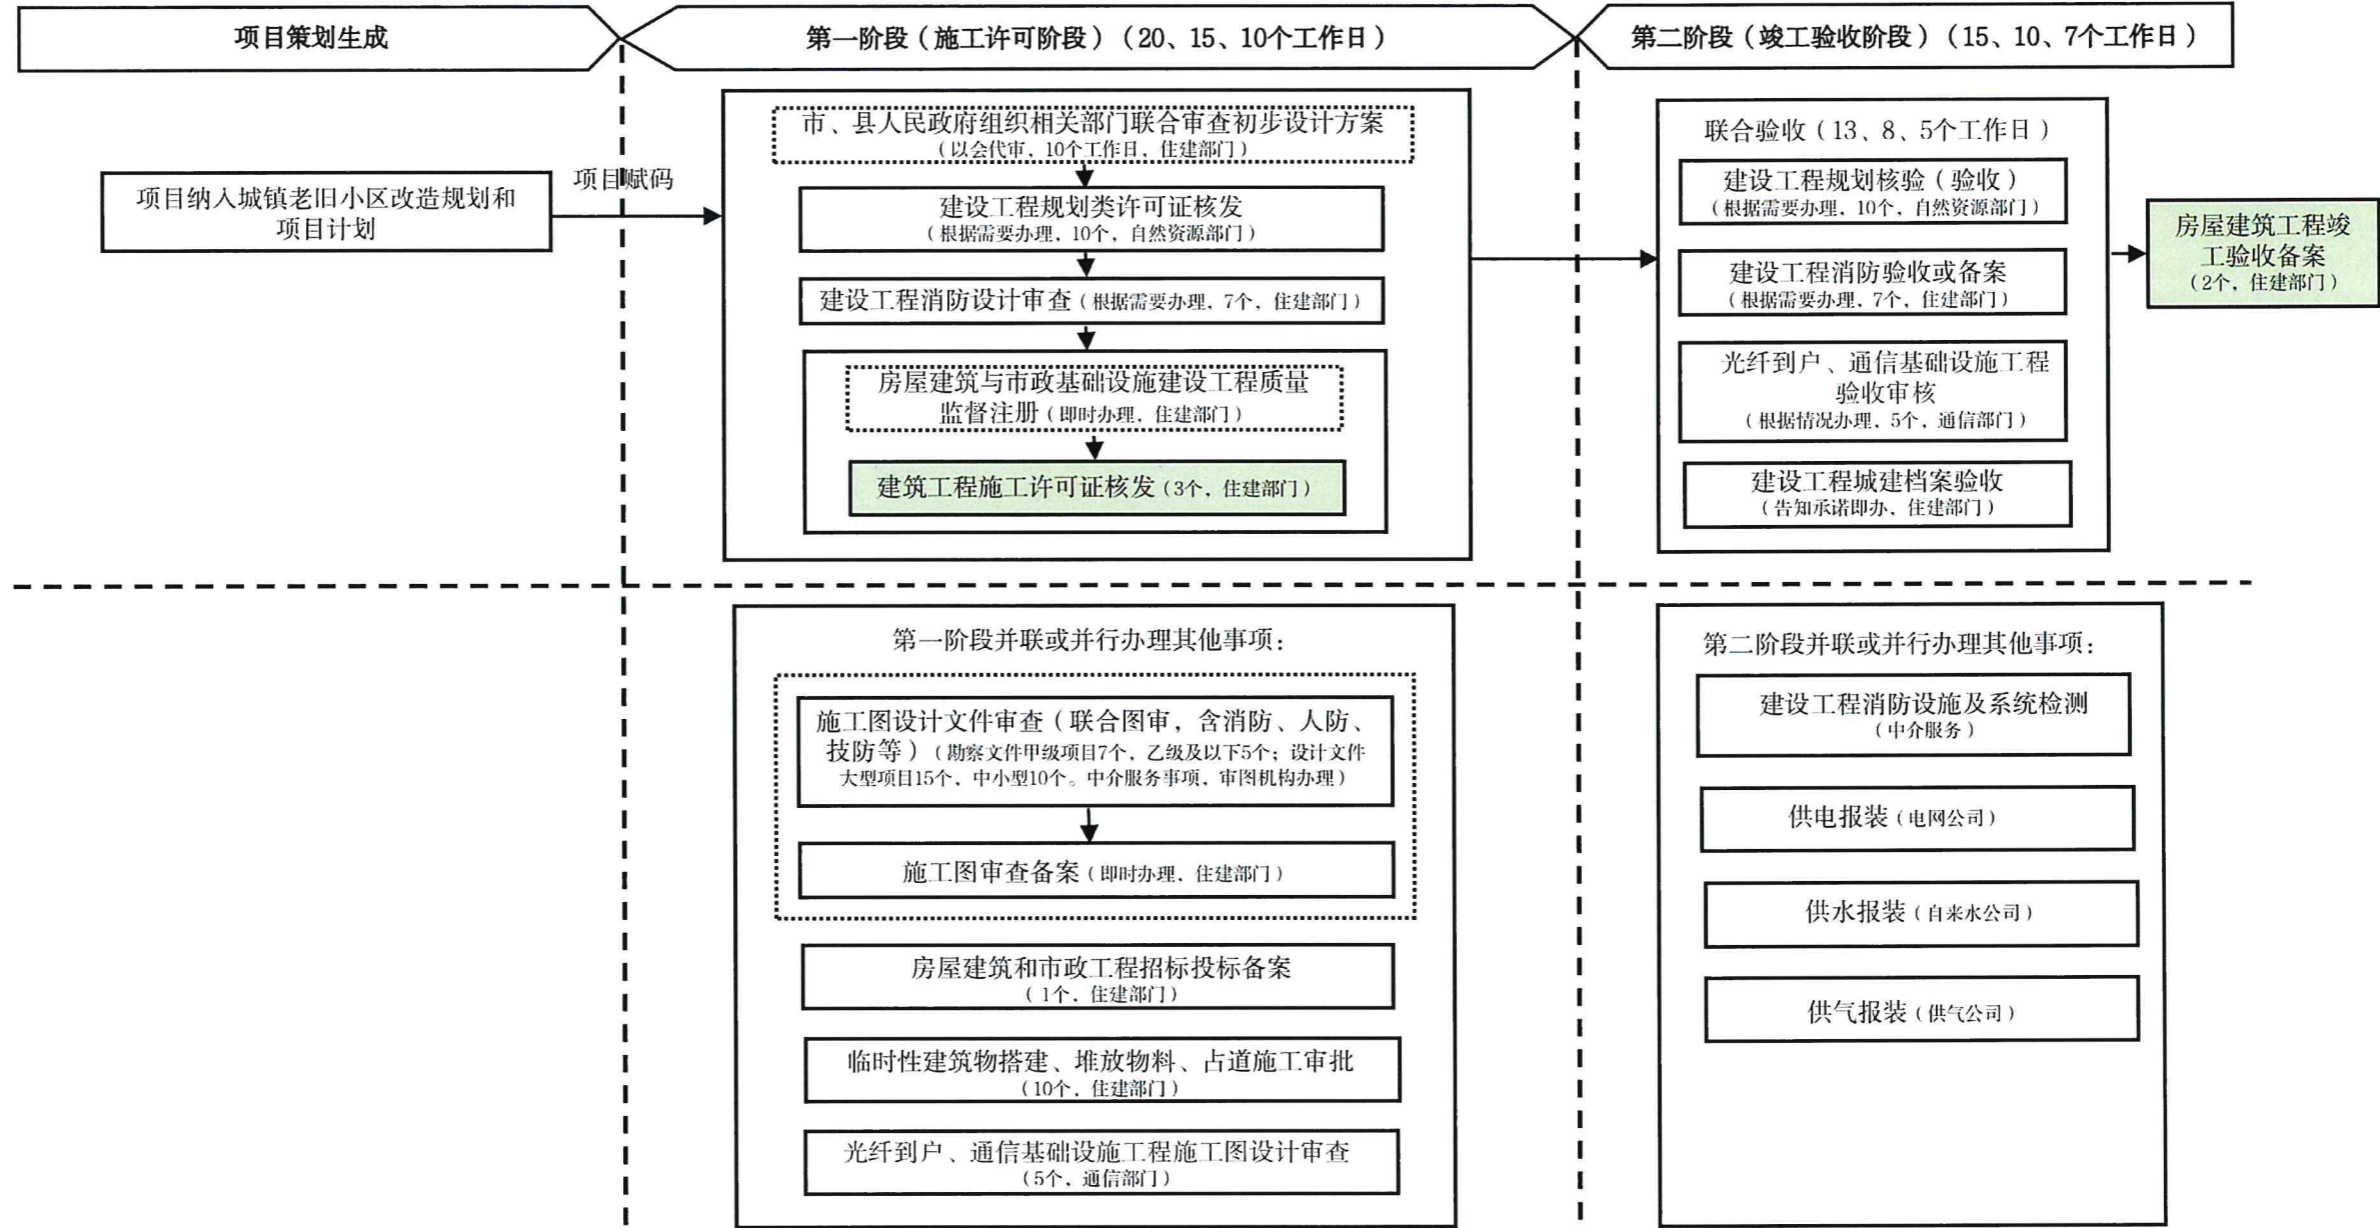 项目策划生成
第一阶段（施工许可阶段）（20、15、10个工作日）
第二阶段（竣工验收阶段）（15、10、7个工作日）
项目纳入城镇老旧小区改造规划和
项目计划
项目赋码
市、县人民政府组织相关部门联合审查初步设计方案
（以会代审，10个工作日，住建部门）
建设工程规划类许可证核发
（根据需要办理，10个，自然资源部门）
建设工程消防设计审查（根据需要办理，7个，住建部门）
房屋建筑与市政基础设施建设工程质量
监督注册（即时办理，住建部门）
建筑工程施工许可证核发（3个，住建部门）
联合验收（13、8、5个工作日）
建设工程规划核验（验收）
（根据需要办理，10个，自然资源部门）
建设工程消防验收或备案
（根据需要办理，7个，住建部门）
光纤到户、通信基础设施工程
验收审核
（根据情况办理，5个，通信部门）
建设工程城建档案验收
（告知承诺即办，住建部门）
房屋建筑工程竣
工验收备案
（2个，住建部门）
第一阶段并联或并行办理其他事项：
施工图设计文件审查（联合图审，含消防、人防、
技防等）（勘察文件甲级项目7个，乙级及以下5个；设计文件
大型项目15个，中小型10个。中介服务事项，审图机构办理）
施工图审查备案（即时办理，住建部门）
房屋建筑和市政工程招标投标备案
（1个，住建部门）
临时性建筑物搭建、堆放物料、占道施工审批
（10个，住建部门）
光纤到户、通信基础设施工程施工图设计审查
（5个，通信部门）
第二阶段并联或并行办理其他事项：
建设工程消防设施及系统检测
（中介服务）
供电报装（电网公司）
供水报装（自来水公司）
供气报装（供气公司）